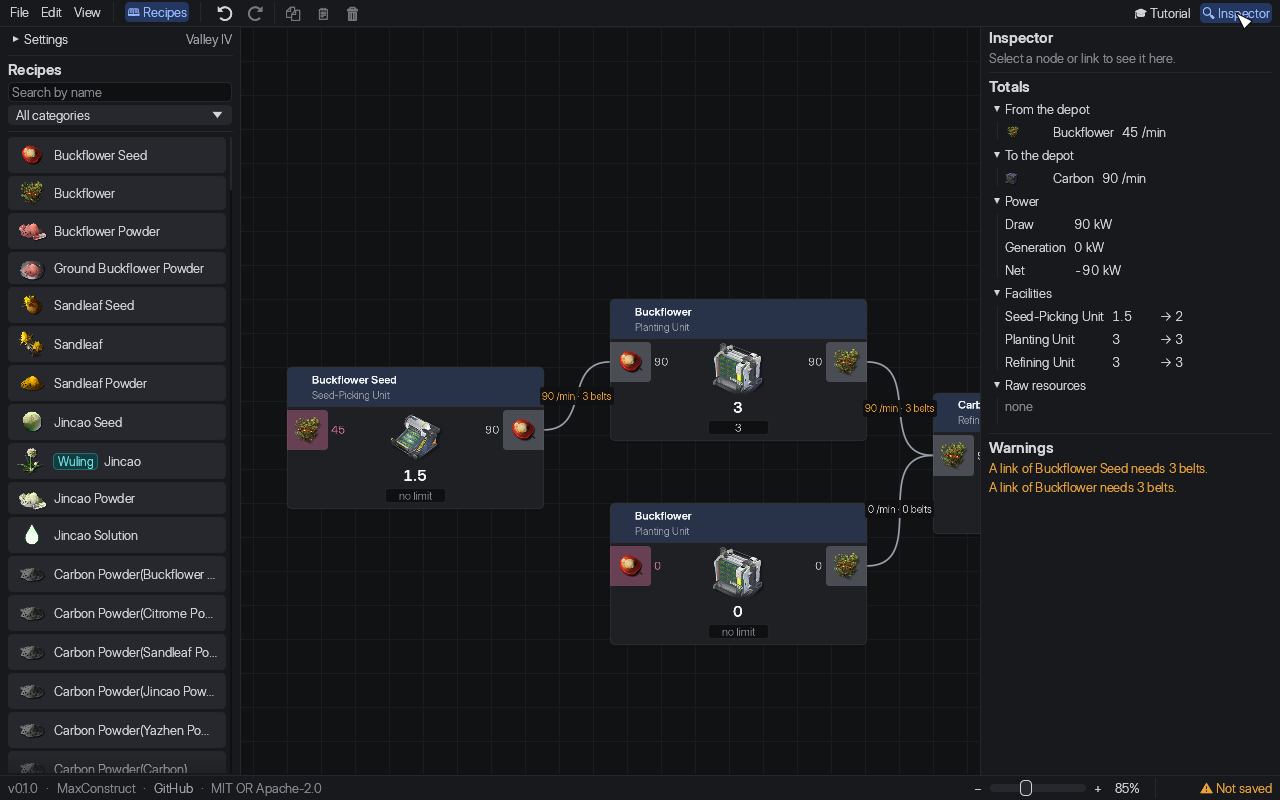 File Edit View Recipes Tutorial Inspector
Settings Valley IV
Recipes
Search by name
All categories
Buckflower Seed
Buckflower
Buckflower Powder
Ground Buckflower Powder
Sandleaf Seed
Sandleaf
Sandleaf Powder
Jincao Seed
Wuling Jincao
Jincao Powder
Jincao Solution
Carbon Powder(Buckflower ...
Carbon Powder(Citrome Po...
Carbon Powder(Sandleaf Po...
Carbon Powder(Jincao Pow...
Carbon Powder(Yazhen Po...
Carbon Powder(Carbon)
Buckflower Seed
Seed-Picking Unit
45
90
1.5
no limit
90 /min · 3 belts
Buckflower
Planting Unit
90
90
3
3
90 /min · 3 belts
Buckflower
Planting Unit
0
0
0
no limit
0 /min · 0 belts
Carb
Refin
Inspector
Select a node or link to see it here.
Totals
From the depot
Buckflower 45 /min
To the depot
Carbon 90 /min
Power
Draw 90 kW
Generation 0 kW
Net -90 kW
Facilities
Seed-Picking Unit 1.5 → 2
Planting Unit 3 → 3
Refining Unit 3 → 3
Raw resources
none
Warnings
A link of Buckflower Seed needs 3 belts.
A link of Buckflower needs 3 belts.
v0.1.0 · MaxConstruct · GitHub · MIT OR Apache-2.0
− + 85% Not saved